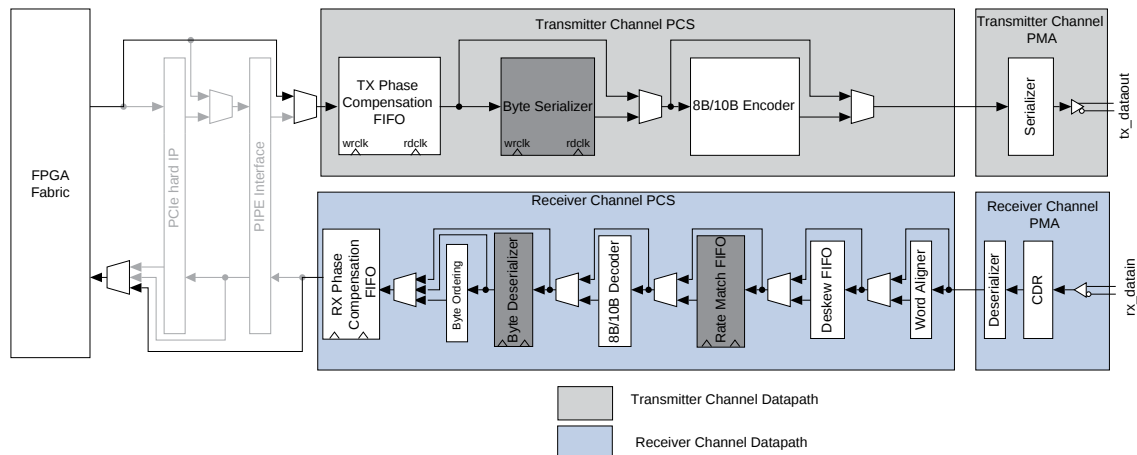 Transmitter Channel PCS
Transmitter Channel
PMA
FPGA
Fabric
PCIe hard IP
PIPE Interface
TX Phase
Compensation
FIFO
wrclk
rdclk
Byte Serializer
wrclk
rdclk
8B/10B Encoder
Serializer
tx_dataout
Receiver Channel PCS
Receiver Channel
PMA
RX Phase
Compensation
FIFO
Byte Ordering
Byte Deserializer
8B/10B Decoder
Rate Match FIFO
Deskew FIFO
Word Aligner
Deserializer
CDR
rx_datain
Transmitter Channel Datapath
Receiver Channel Datapath